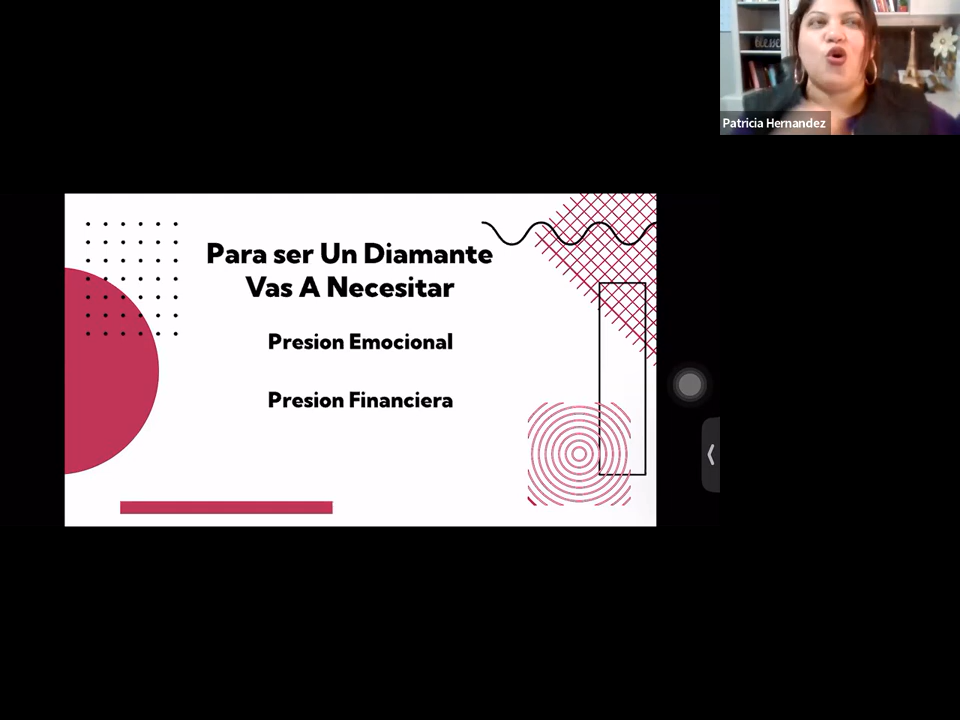 Patricia Hernandez
Para ser Un Diamante
Vas A Necesitar
Presion Emocional
Presion Financiera